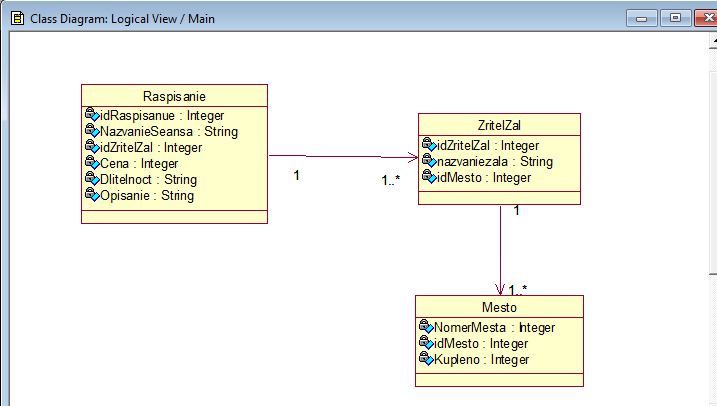 Class Diagram: Logical View / Main
Raspisanie
idRaspisanue : Integer
NazvanieSeansa : String
idZritelZal : Integer
Cena : Integer
Dlitelnoct : String
Opisanie : String
1
1..*
ZritelZal
idZritelZal : Integer
nazvaniezala : String
idMesto : Integer
1
1..*
Mesto
NomerMesta : Integer
idMesto : Integer
Kupleno : Integer